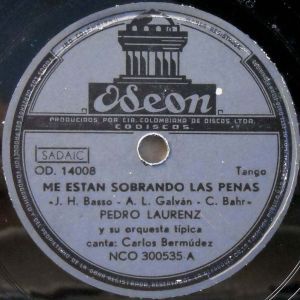 Odeon
PRODUCIDOS POR CIA. COLOMBIANA DE DISCOS LTDA.
CODISCOS
SADAIC
OD. 14008 Tango
ME ESTAN SOBRANDO LAS PENAS
- J. H. Basso - A. L. Galván - C. Bahr -
PEDRO LAURENZ
y su orquesta típica
canta: Carlos Bermúdez
NCO 300535-A